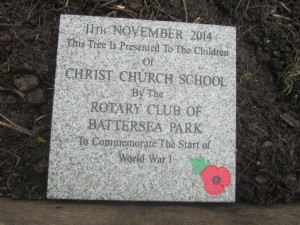 11TH NOVEMBER 2014
This Tree Is Presented To The Children
Of
CHRIST CHURCH SCHOOL
By The
ROTARY CLUB OF
BATTERSEA PARK
To Commemorate The Start of
World War I